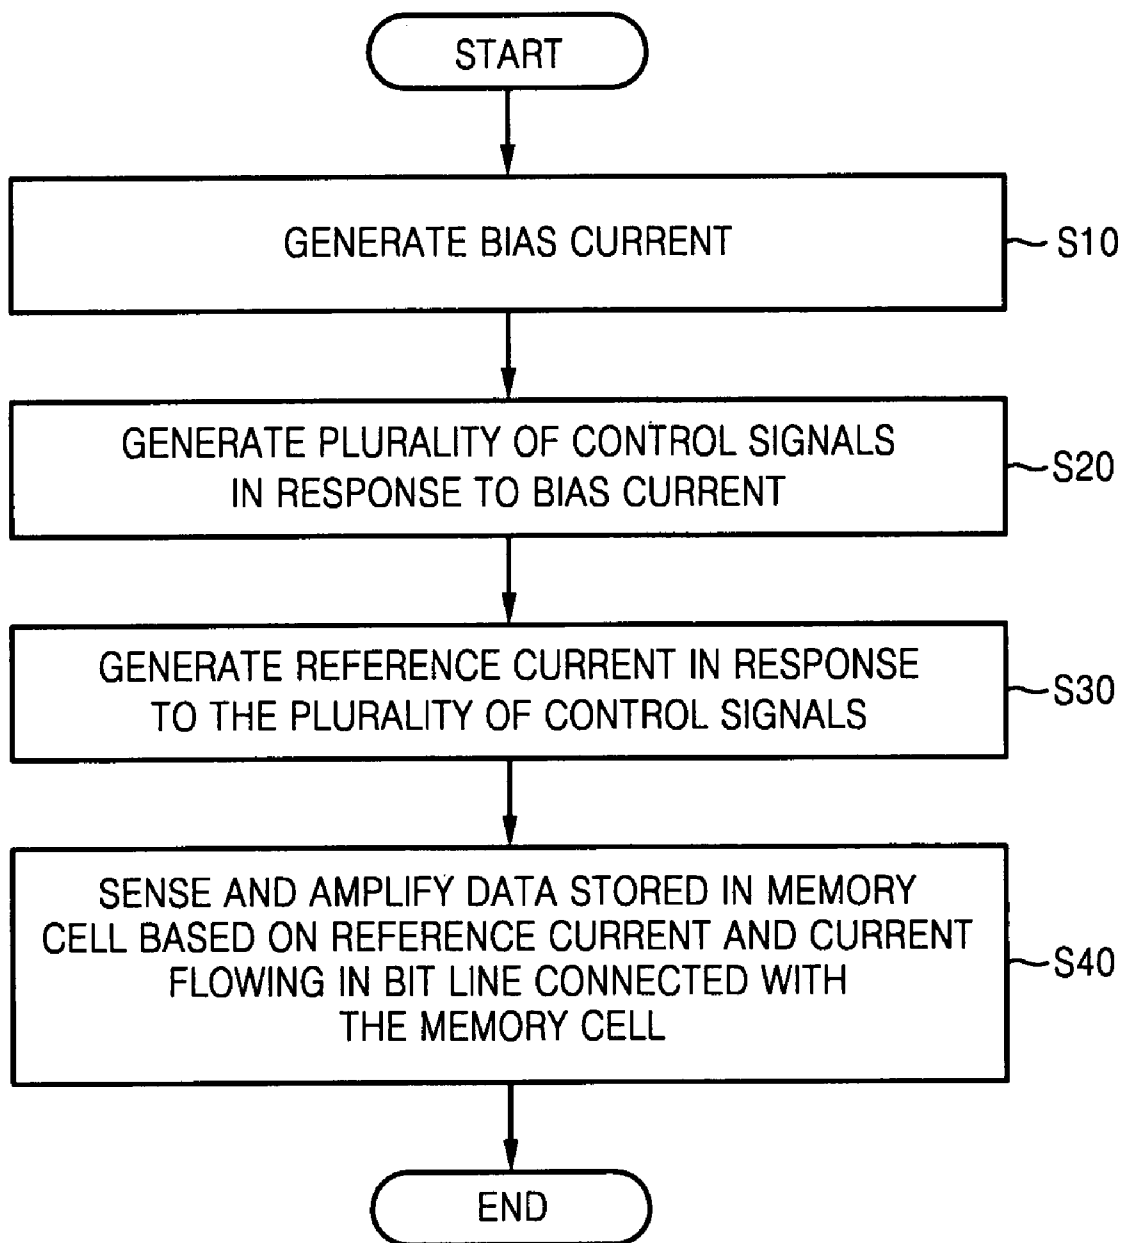 START
GENERATE BIAS CURRENT
S10
GENERATE PLURALITY OF CONTROL SIGNALS
IN RESPONSE TO BIAS CURRENT
S20
GENERATE REFERENCE CURRENT IN RESPONSE
TO THE PLURALITY OF CONTROL SIGNALS
S30
SENSE AND AMPLIFY DATA STORED IN MEMORY
CELL BASED ON REFERENCE CURRENT AND CURRENT
FLOWING IN BIT LINE CONNECTED WITH
THE MEMORY CELL
S40
END